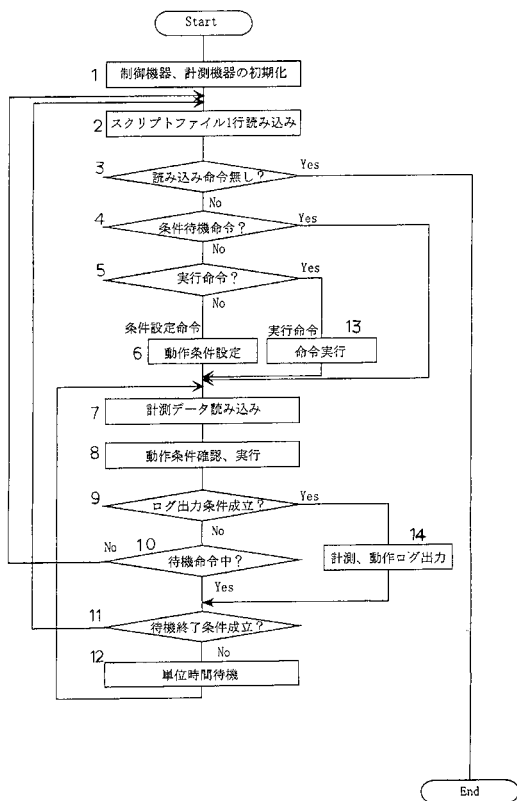 Start
1
制御機器、計測機器の初期化
2
スクリプトファイル1行読み込み
3
読み込み命令無し?
Yes
No
4
条件待機命令?
Yes
No
5
実行命令?
Yes
No
条件設定命令
6
動作条件設定
実行命令
13
命令実行
7
計測データ読み込み
8
動作条件確認、実行
9
ログ出力条件成立?
Yes
No
14
計測、動作ログ出力
No
10
待機命令中?
Yes
11
待機終了条件成立?
No
12
単位時間待機
End